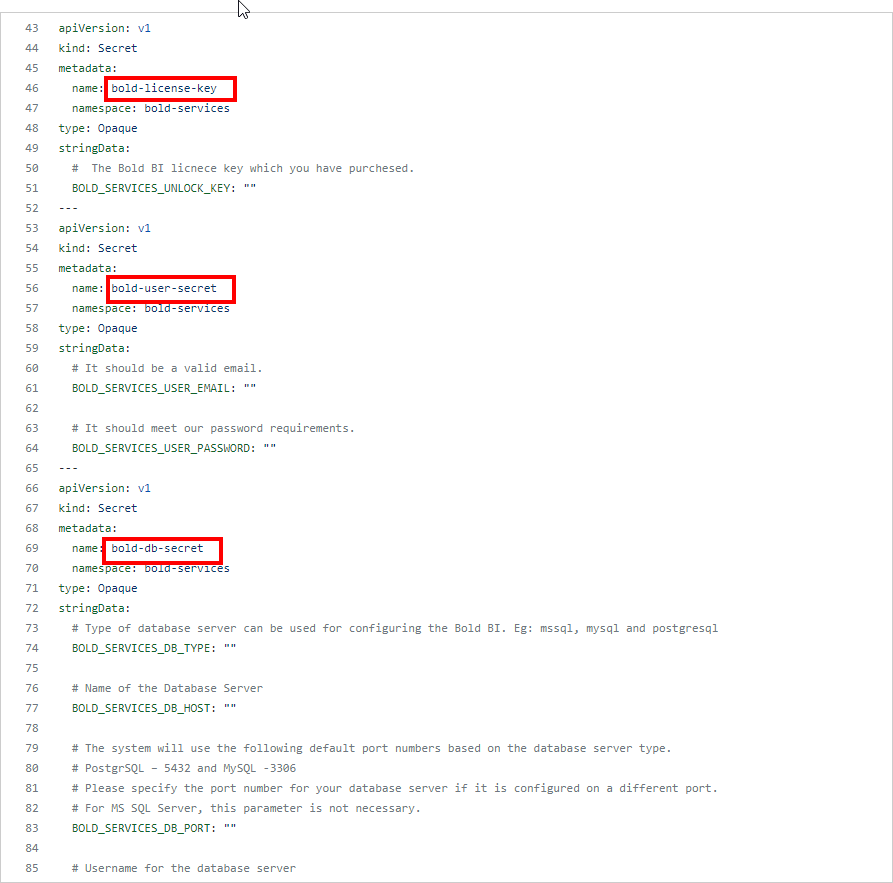 43 apiVersion: v1
44 kind: Secret
45 metadata:
46   name: bold-license-key
47   namespace: bold-services
48 type: Opaque
49 stringData:
50   #  The Bold BI licnece key which you have purchesed.
51   BOLD_SERVICES_UNLOCK_KEY: ""
52 ---
53 apiVersion: v1
54 kind: Secret
55 metadata:
56   name: bold-user-secret
57   namespace: bold-services
58 type: Opaque
59 stringData:
60   # It should be a valid email.
61   BOLD_SERVICES_USER_EMAIL: ""
62
63   # It should meet our password requirements.
64   BOLD_SERVICES_USER_PASSWORD: ""
65 ---
66 apiVersion: v1
67 kind: Secret
68 metadata:
69   name: bold-db-secret
70   namespace: bold-services
71 type: Opaque
72 stringData:
73   # Type of database server can be used for configuring the Bold BI. Eg: mssql, mysql and postgresql
74   BOLD_SERVICES_DB_TYPE: ""
75
76   # Name of the Database Server
77   BOLD_SERVICES_DB_HOST: ""
78
79   # The system will use the following default port numbers based on the database server type.
80   # PostgrSQL – 5432 and MySQL -3306
81   # Please specify the port number for your database server if it is configured on a different port.
82   # For MS SQL Server, this parameter is not necessary.
83   BOLD_SERVICES_DB_PORT: ""
84
85   # Username for the database server